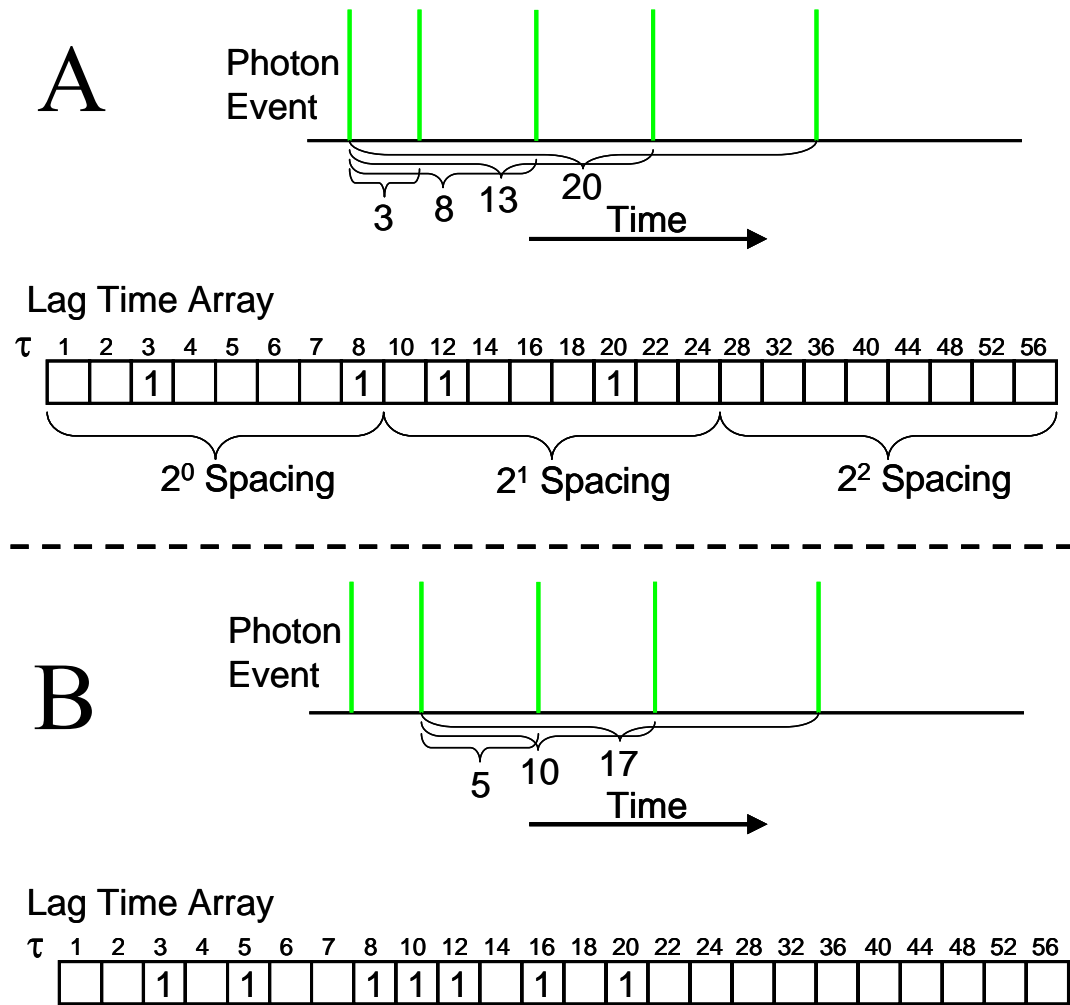 A
Photon
Event
3 8 13 20
Time
Lag Time Array
τ 1 2 3 4 5 6 7 8 10 12 14 16 18 20 22 24 28 32 36 40 44 48 52 56
1 1 1 1
2⁰ Spacing 2¹ Spacing 2² Spacing
B
Photon
Event
5 10 17
Time
Lag Time Array
τ 1 2 3 4 5 6 7 8 10 12 14 16 18 20 22 24 28 32 36 40 44 48 52 56
1 1 1 1 1 1 1